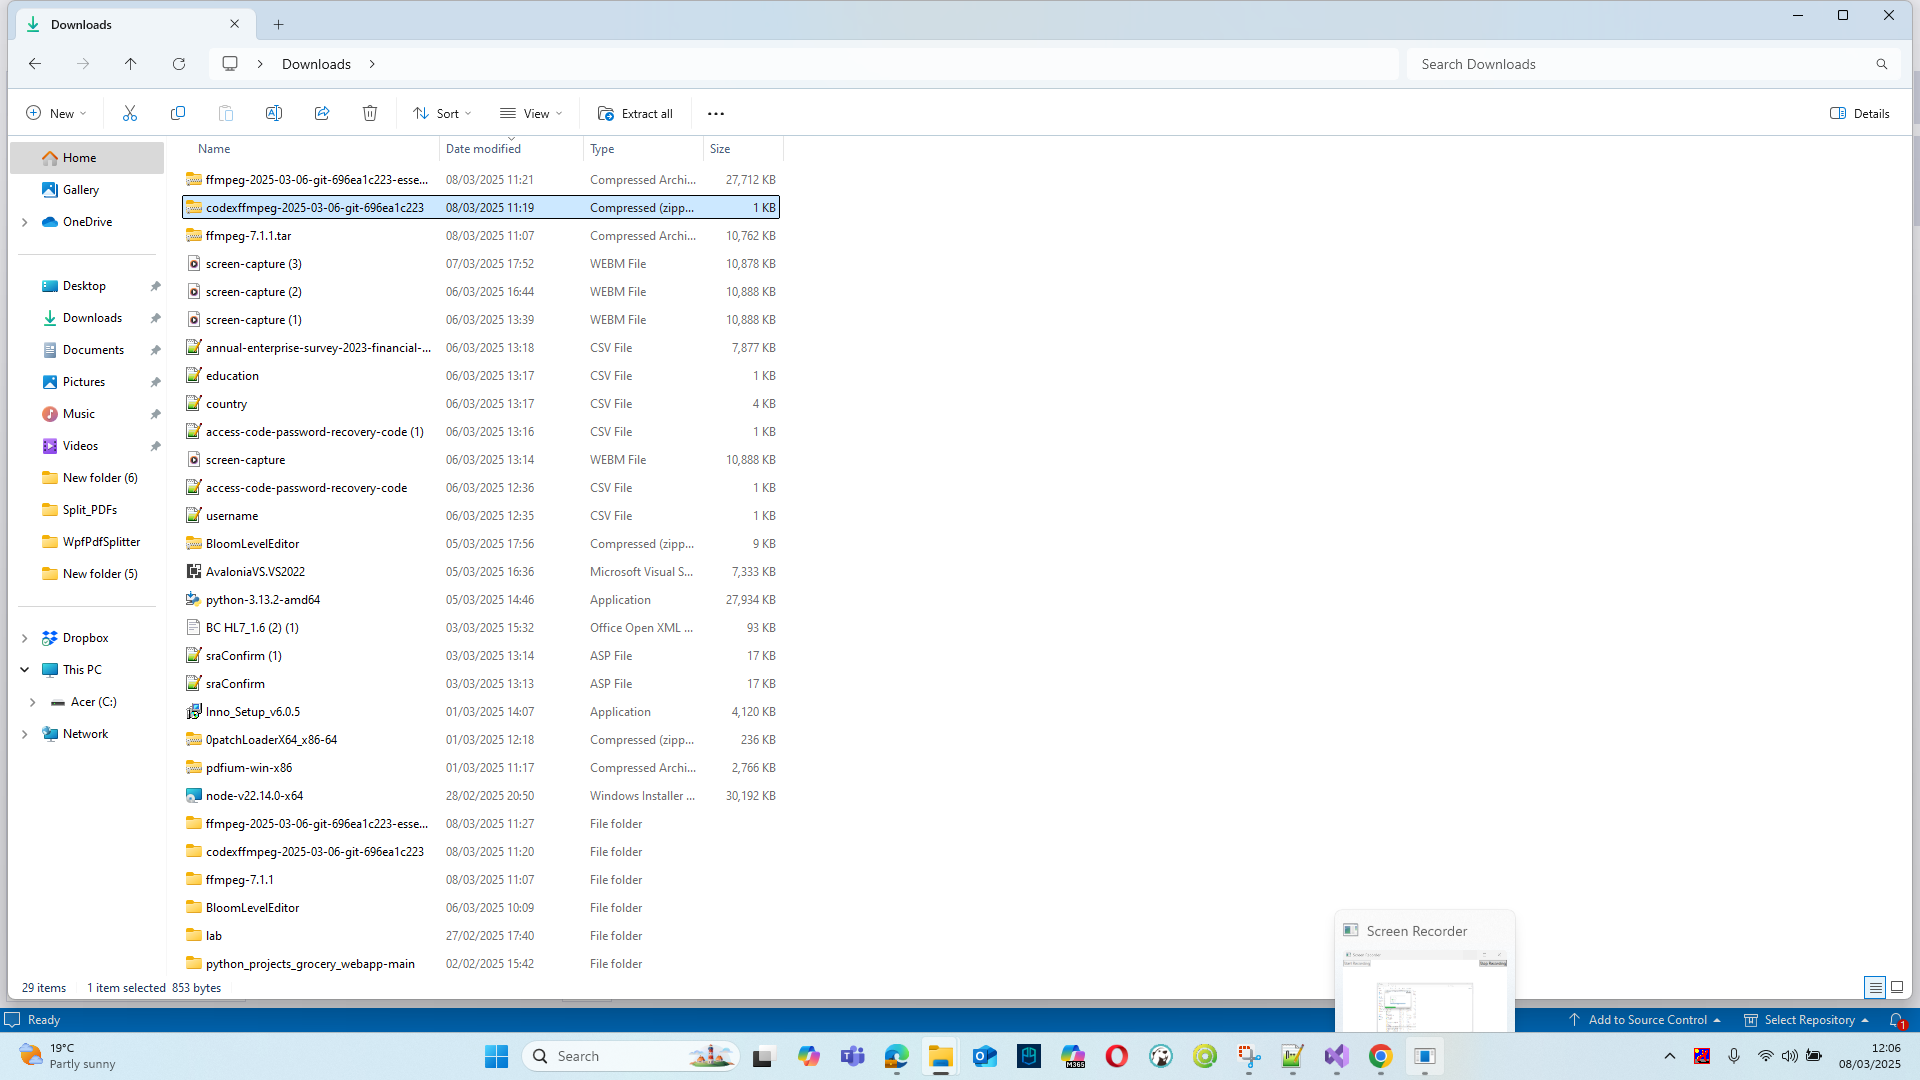 Downloads
Downloads
Search Downloads
New
Sort
View
Extract all
Details
Name Date modified Type Size
Home
Gallery
OneDrive
Desktop
Downloads
Documents
Pictures
Music
Videos
New folder (6)
Split_PDFs
WpfPdfSplitter
New folder (5)
Dropbox
This PC
Acer (C:)
Network
ffmpeg-2025-03-06-git-696ea1c223-esse... 08/03/2025 11:21 Compressed Archi... 27,712 KB
codexffmpeg-2025-03-06-git-696ea1c223 08/03/2025 11:19 Compressed (zipp... 1 KB
ffmpeg-7.1.1.tar 08/03/2025 11:07 Compressed Archi... 10,762 KB
screen-capture (3) 07/03/2025 17:52 WEBM File 10,878 KB
screen-capture (2) 06/03/2025 16:44 WEBM File 10,888 KB
screen-capture (1) 06/03/2025 13:39 WEBM File 10,888 KB
annual-enterprise-survey-2023-financial-... 06/03/2025 13:18 CSV File 7,877 KB
education 06/03/2025 13:17 CSV File 1 KB
country 06/03/2025 13:17 CSV File 4 KB
access-code-password-recovery-code (1) 06/03/2025 13:16 CSV File 1 KB
screen-capture 06/03/2025 13:14 WEBM File 10,888 KB
access-code-password-recovery-code 06/03/2025 12:36 CSV File 1 KB
username 06/03/2025 12:35 CSV File 1 KB
BloomLevelEditor 05/03/2025 17:56 Compressed (zipp... 9 KB
AvaloniaVS.VS2022 05/03/2025 16:36 Microsoft Visual S... 7,333 KB
python-3.13.2-amd64 05/03/2025 14:46 Application 27,934 KB
BC HL7_1.6 (2) (1) 03/03/2025 15:32 Office Open XML ... 93 KB
sraConfirm (1) 03/03/2025 13:14 ASP File 17 KB
sraConfirm 03/03/2025 13:13 ASP File 17 KB
Inno_Setup_v6.0.5 01/03/2025 14:07 Application 4,120 KB
0patchLoaderX64_x86-64 01/03/2025 12:18 Compressed (zipp... 236 KB
pdfium-win-x86 01/03/2025 11:17 Compressed Archi... 2,766 KB
node-v22.14.0-x64 28/02/2025 20:50 Windows Installer ... 30,192 KB
ffmpeg-2025-03-06-git-696ea1c223-esse... 08/03/2025 11:27 File folder
codexffmpeg-2025-03-06-git-696ea1c223 08/03/2025 11:20 File folder
ffmpeg-7.1.1 08/03/2025 11:07 File folder
BloomLevelEditor 06/03/2025 10:09 File folder
lab 27/02/2025 17:40 File folder
python_projects_grocery_webapp-main 02/02/2025 15:42 File folder
Screen Recorder
29 items 1 item selected 853 bytes
Ready
Add to Source Control
Select Repository
1
19°C
Partly sunny
Search
M365
12:06
08/03/2025